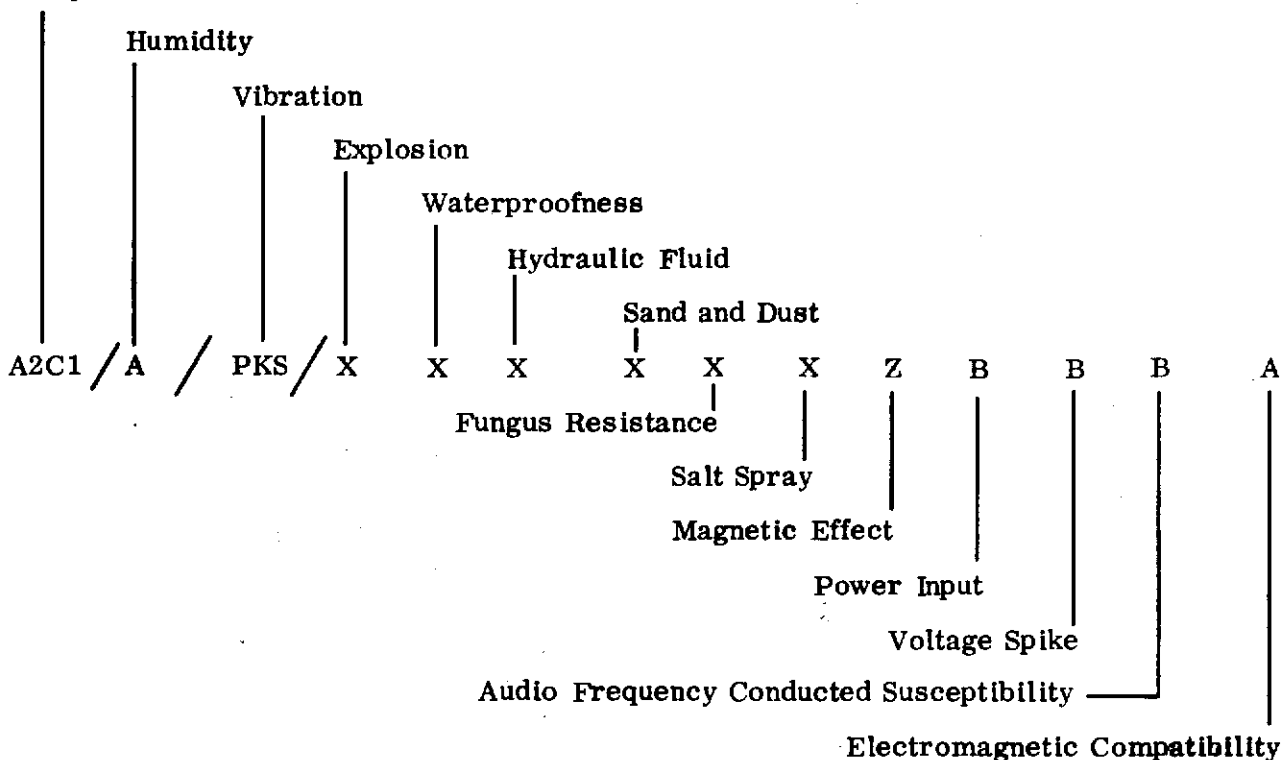 Humidity
Vibration
Explosion
Waterproofness
Hydraulic Fluid
Sand and Dust
A2C1 / A / PKS / X X X X X X Z B B B A
Fungus Resistance
Salt Spray
Magnetic Effect
Power Input
Voltage Spike
Audio Frequency Conducted Susceptibility
Electromagnetic Compatibility